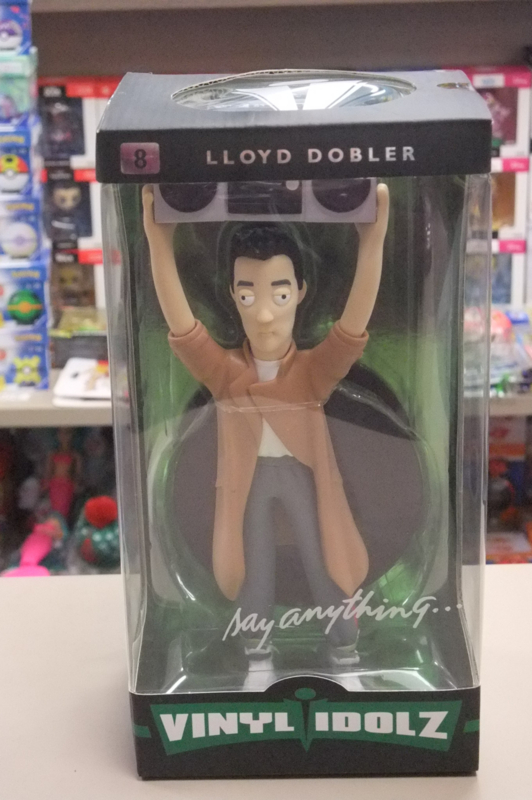 8
LLOYD DOBLER
say anything...
VINYL IDOLZ